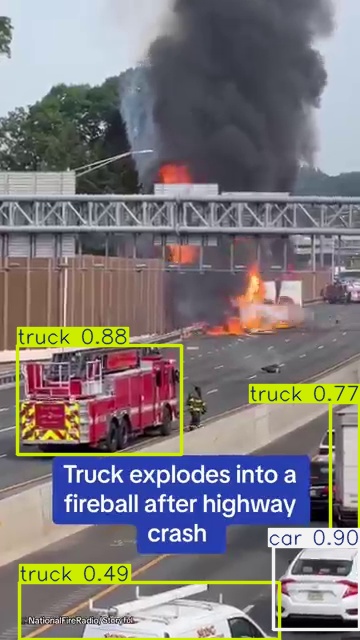 truck 0.88
truck 0.77
Truck explodes into a
fireball after highway
crash
car 0.90
truck 0.49
-NationalFireRadio/Storyful